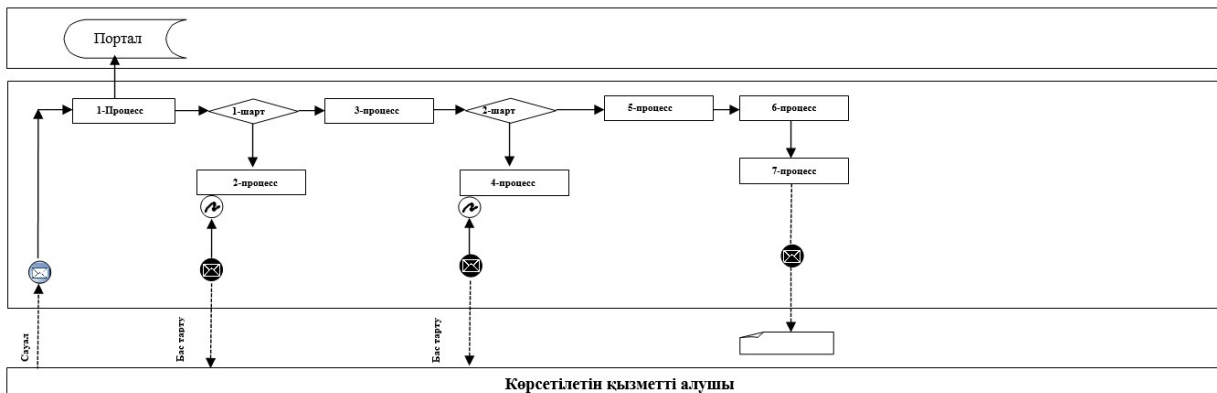 Портал
1-Процесс
1-шарт
3-процесс
2-шарт
5-процесс
6-процесс
2-процесс
4-процесс
7-процесс
Сауал
Бас тарту
Бас тарту
Көрсетілетін қызметті алушы